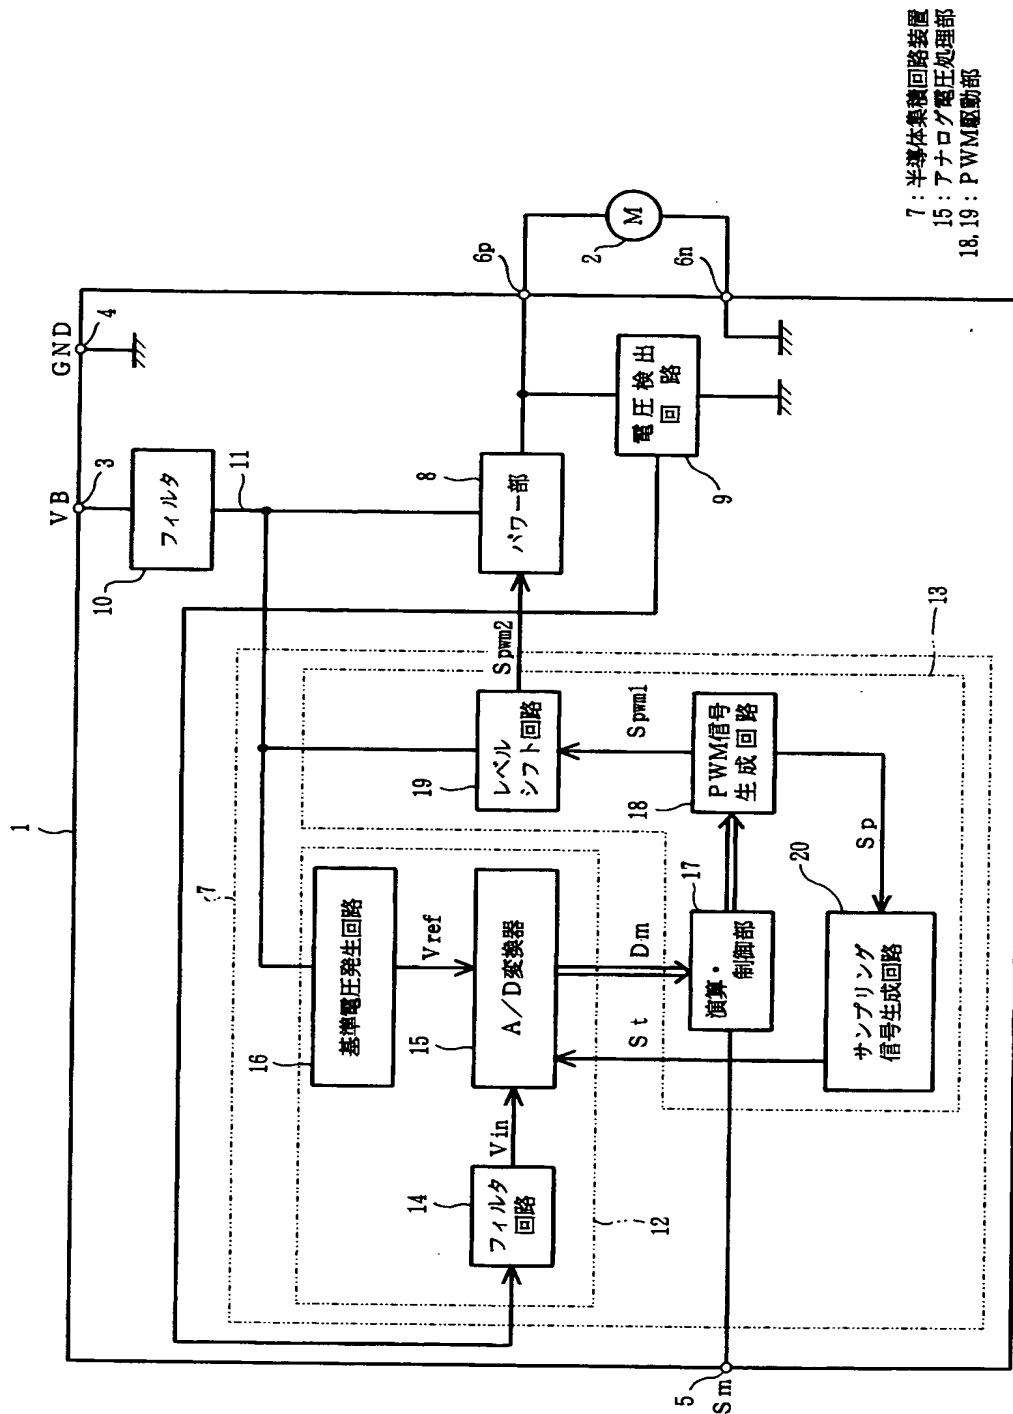 1
VB
3
GND
4
10
フィルタ
11
7
16
基準電圧発生回路
Vref
15
A/D変換器
14
フィルタ
回路
Vin
12
19
レベル
シフト回路
Spwm2
8
パワー部
6p
2
M
6n
電圧検出
回路
9
Spwm1
18
PWM信号
生成回路
13
Dm
17
演算・
制御部
St
Sp
20
サンプリング
信号生成回路
5
Sm
7:半導体集積回路装置
15:アナログ電圧処理部
18,19:PWM駆動部